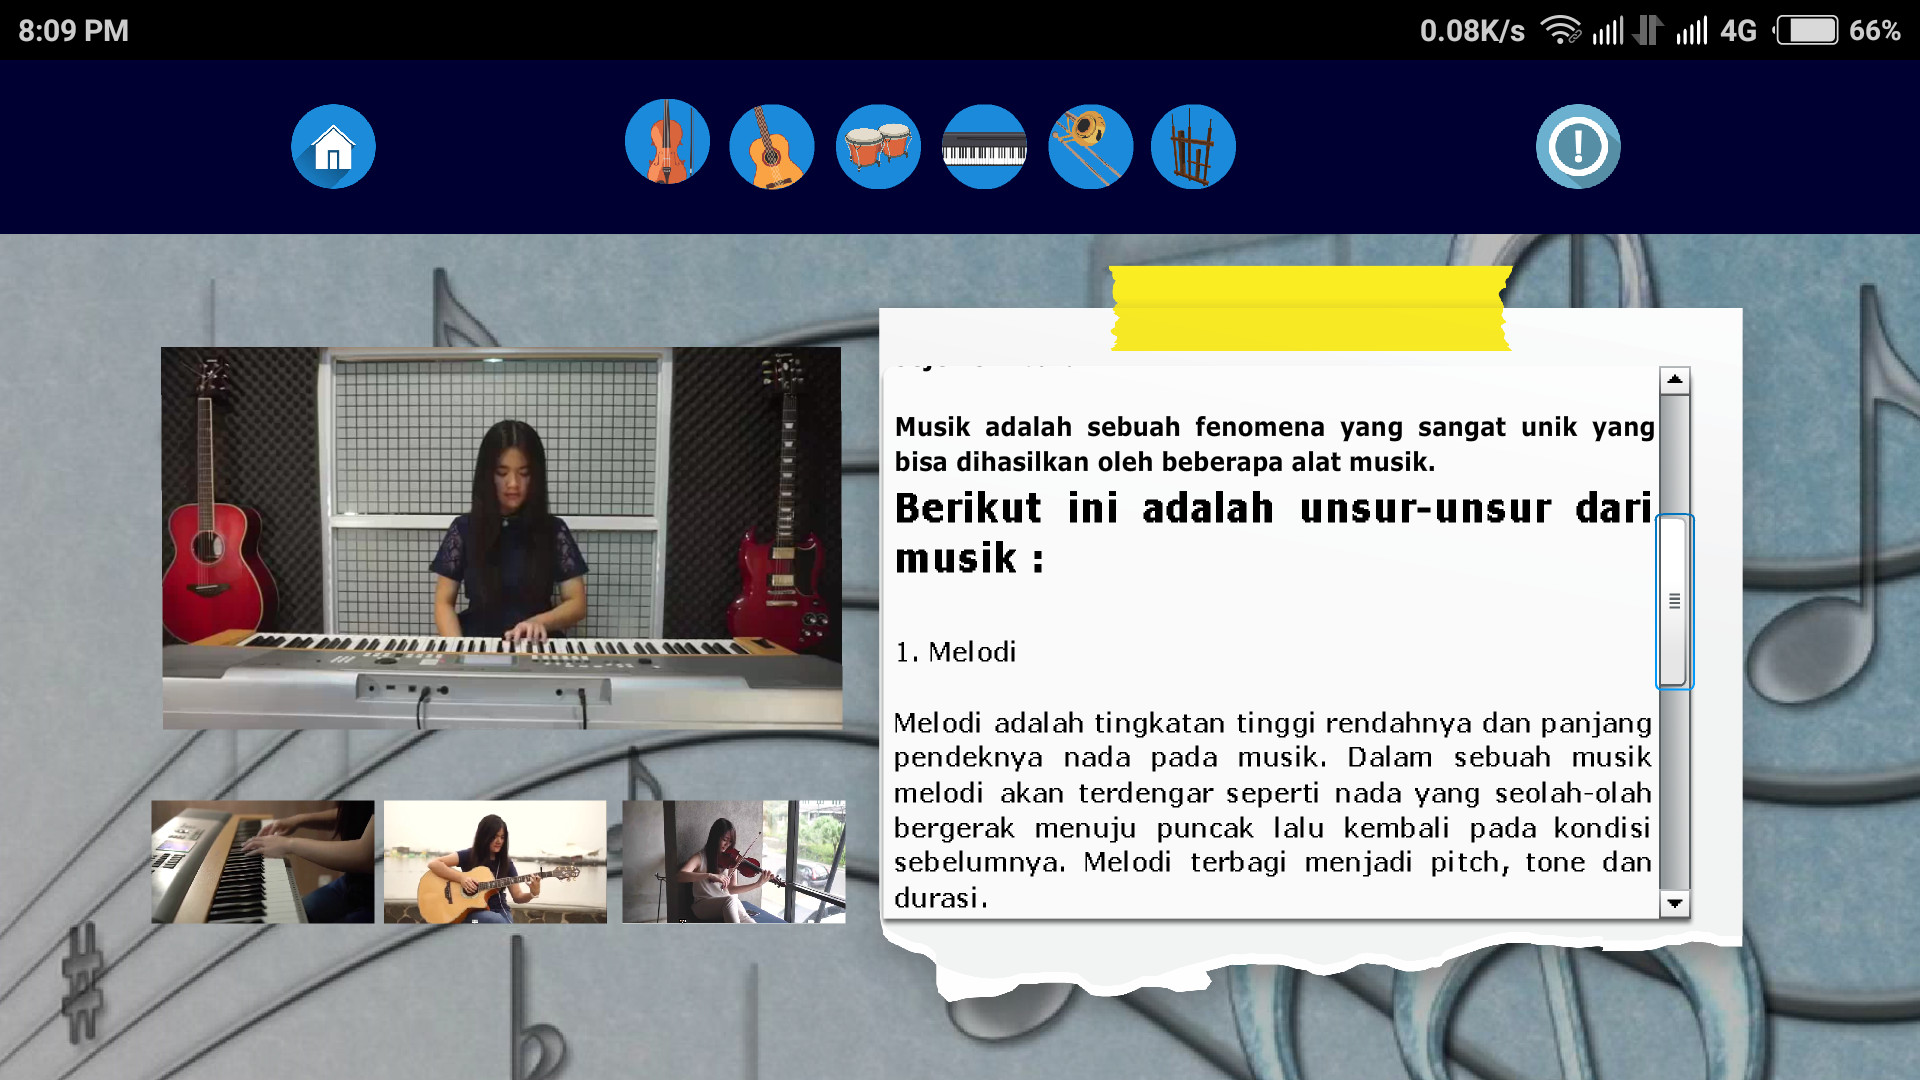 8:09 PM
0.08K/s 4G 66%
Musik adalah sebuah fenomena yang sangat unik yang
bisa dihasilkan oleh beberapa alat musik.
Berikut ini adalah unsur-unsur dari
musik :
1. Melodi
Melodi adalah tingkatan tinggi rendahnya dan panjang
pendeknya nada pada musik. Dalam sebuah musik
melodi akan terdengar seperti nada yang seolah-olah
bergerak menuju puncak lalu kembali pada kondisi
sebelumnya. Melodi terbagi menjadi pitch, tone dan
durasi.